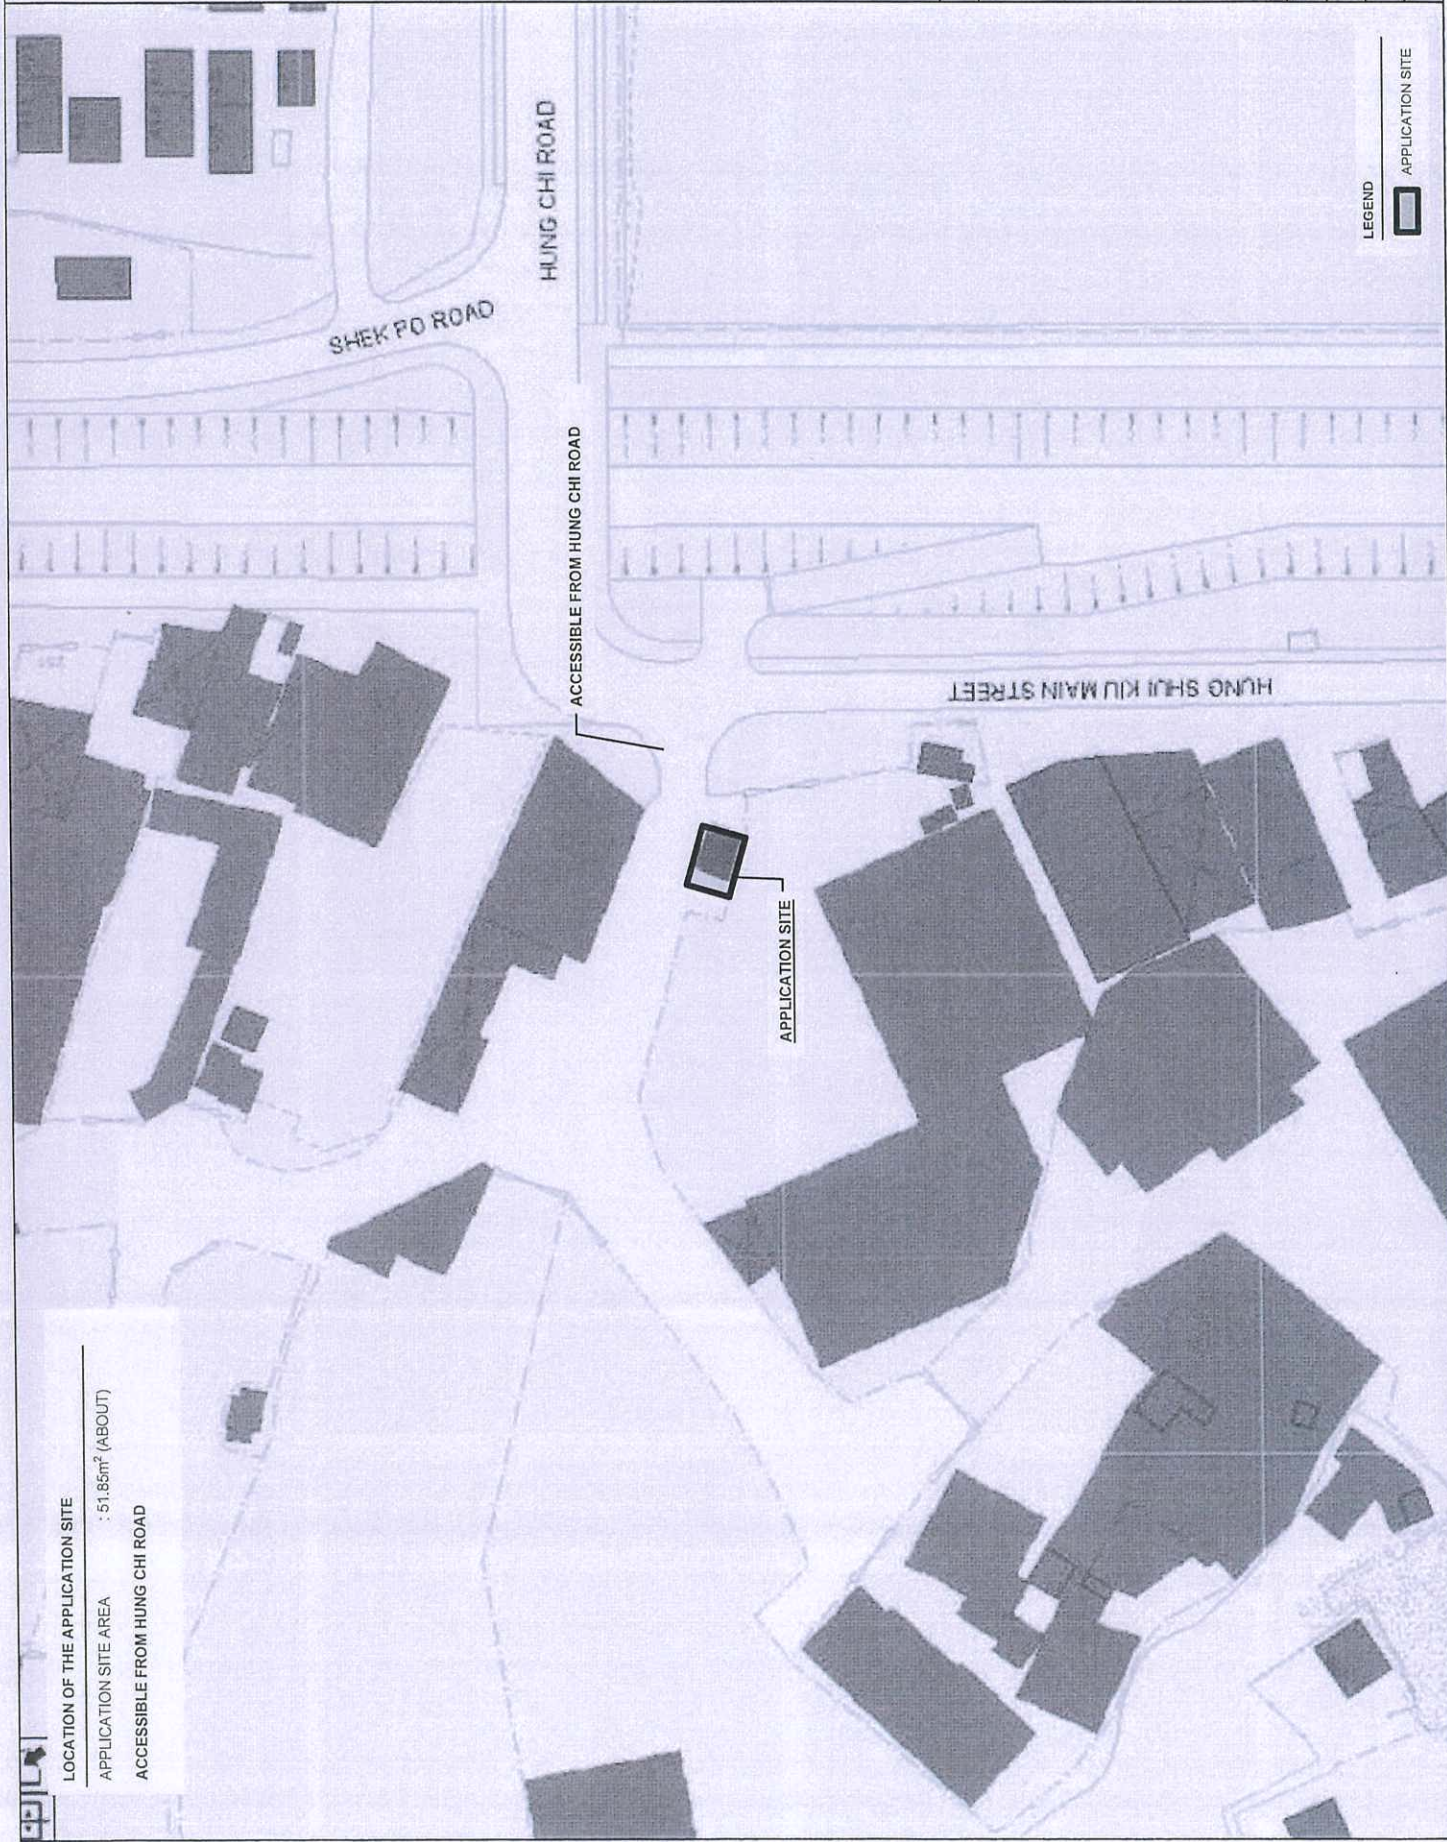 LOCATION OF THE APPLICATION SITE
APPLICATION SITE AREA : 51.85m² (ABOUT)
ACCESSIBLE FROM HUNG CHI ROAD
SHEK PO ROAD
HUNG CHI ROAD
ACCESSIBLE FROM HUNG CHI ROAD
APPLICATION SITE
HUNG SHUI KIU MAIN STREET
LEGEND
APPLICATION SITE